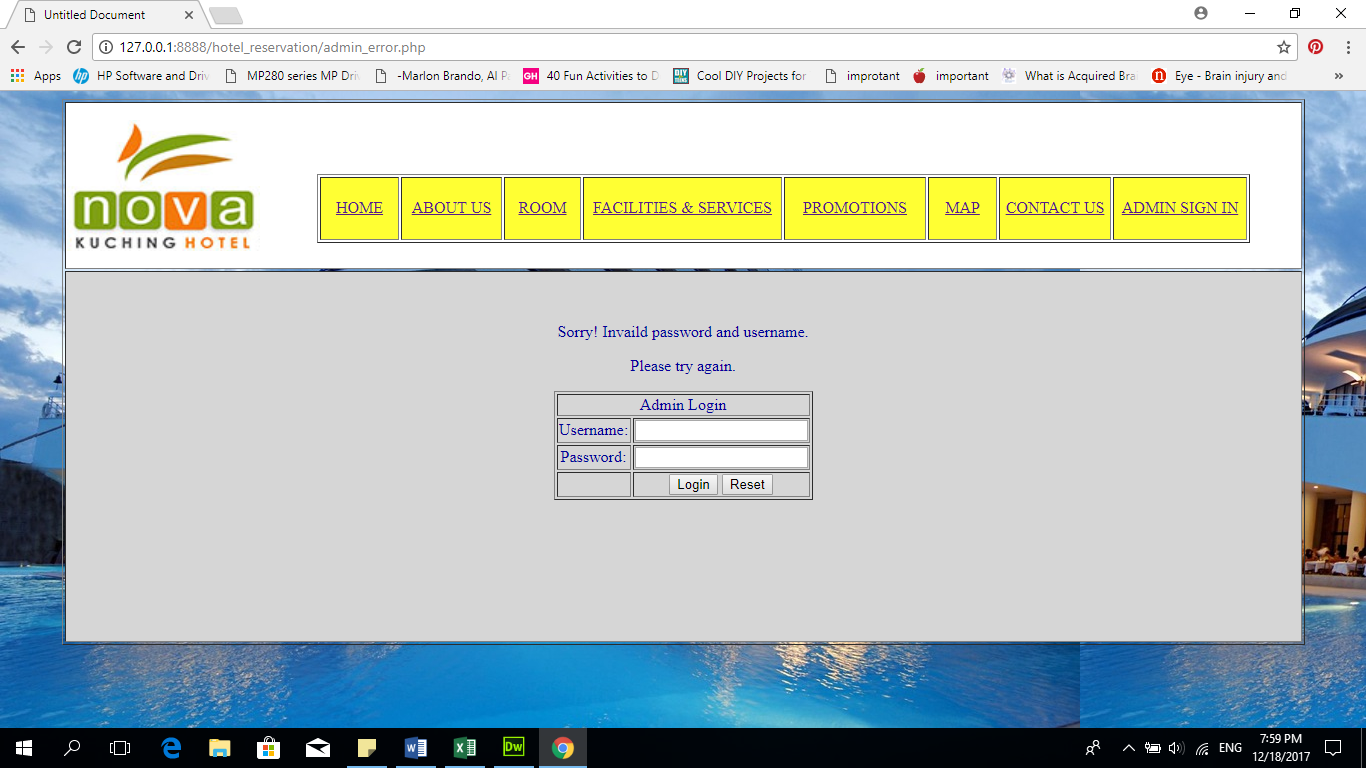 Untitled Document
127.0.0.1:8888/hotel_reservation/admin_error.php
Apps HP Software and Driv MP280 series MP Driv -Marlon Brando, Al Pa GH 40 Fun Activities to D DIY Cool DIY Projects for improtant important What is Acquired Brai n Eye - Brain injury and »
nova
KUCHING HOTEL
HOME ABOUT US ROOM FACILITIES & SERVICES PROMOTIONS MAP CONTACT US ADMIN SIGN IN
Sorry! Invaild password and username.
Please try again.
Admin Login
Username:
Password:
Login Reset
Dw
ENG
7:59 PM
12/18/2017